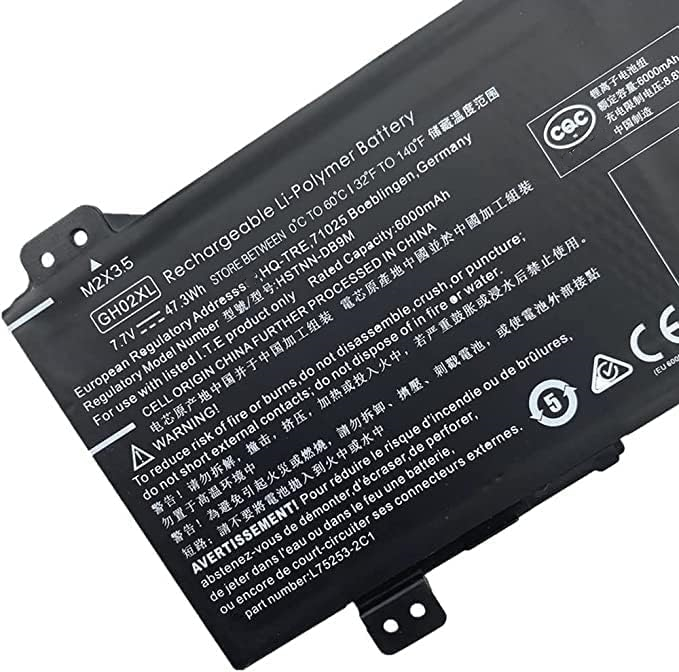 M2X3.5
GH02XL Rechargeable Li-Polymer Battery
7.7V 47.3Wh STORE BETWEEN 0°C TO 60°C | 32°F TO 140°F 储藏温度范围
European Regulatory Address :HQ-TRE,71025 Boeblingen,Germany
Regulatory Model Number 型號/型号:HSTNN-DB9M
For use with listed I.T.E product only Rated Capacity:6000mAh
CELL ORIGIN CHINA FURTHER PROCESSED IN CHINA
电芯原产地中国并于中国加工组装 電芯原產地中國並於中國加工組裝
WARNING!
To reduce risk of fire or burns,do not disassemble,crush or puncture;
do not short external contacts;do not dispose of in fire or water.
警告!请勿拆解、撞击、挤压、加热或投入火中,若严重鼓胀或浸水后禁止使用,
勿置于高温环境中
警告!為避免引起火災或燃燒,請勿拆卸、擠壓、刺戳電池,或使電池外部接點
短路;請不要將電池拋入到火中或水中
AVERTISSEMENT! Pour réduire le risque d'incendie ou de brûlures,
abstenez-vous de démonter,d'écraser,de perforer,
de jeter dans l'eau ou dans le feu une batterie,
ou encore de court-circuiter ses connecteurs externes.
part number:L75253-2C1
CQC
锂离子电池组
额定容量:6000mAh
充电限制电压:8.8
中国制造
5
CE